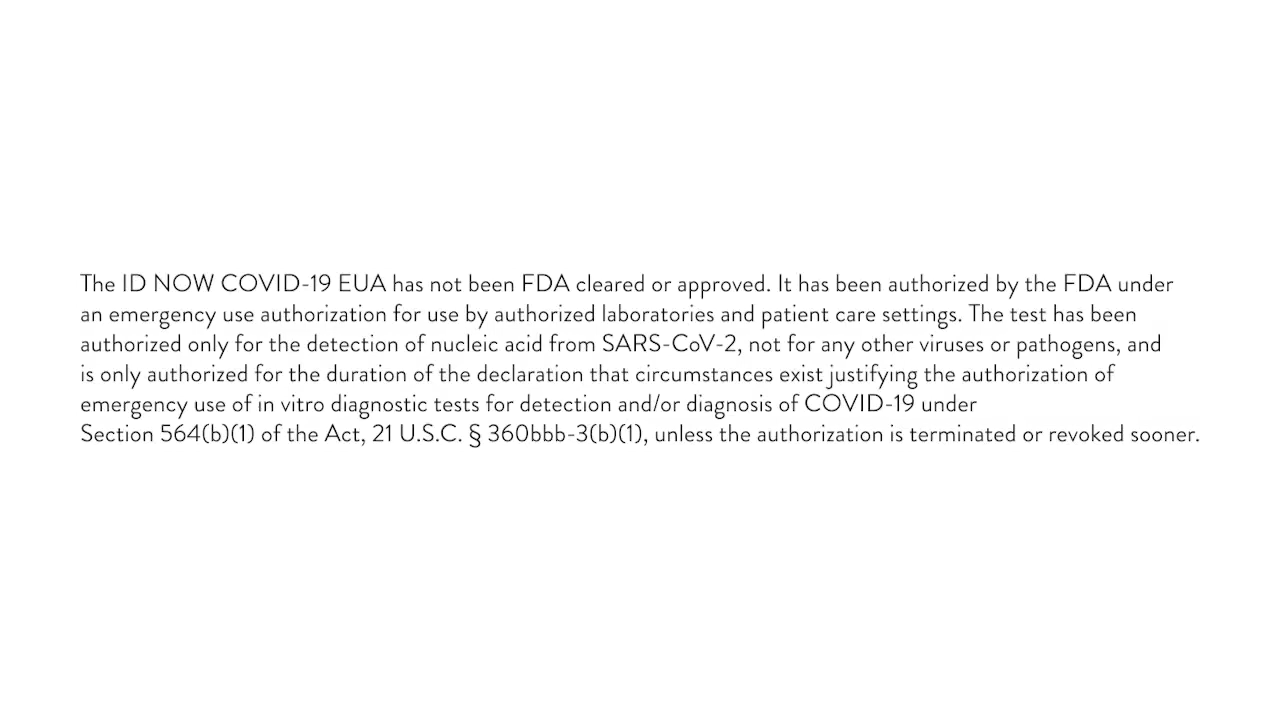 The ID NOW COVID-19 EUA has not been FDA cleared or approved. It has been authorized by the FDA under
an emergency use authorization for use by authorized laboratories and patient care settings. The test has been
authorized only for the detection of nucleic acid from SARS-CoV-2, not for any other viruses or pathogens, and
is only authorized for the duration of the declaration that circumstances exist justifying the authorization of
emergency use of in vitro diagnostic tests for detection and/or diagnosis of COVID-19 under
Section 564(b)(1) of the Act, 21 U.S.C. § 360bbb-3(b)(1), unless the authorization is terminated or revoked sooner.